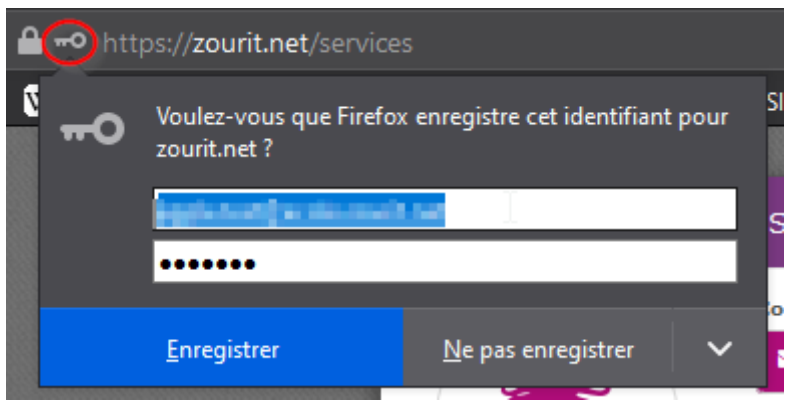 https://zourit.net/services
Voulez-vous que Firefox enregistre cet identifiant pour
zourit.net ?
•••••••
Enregistrer
Ne pas enregistrer